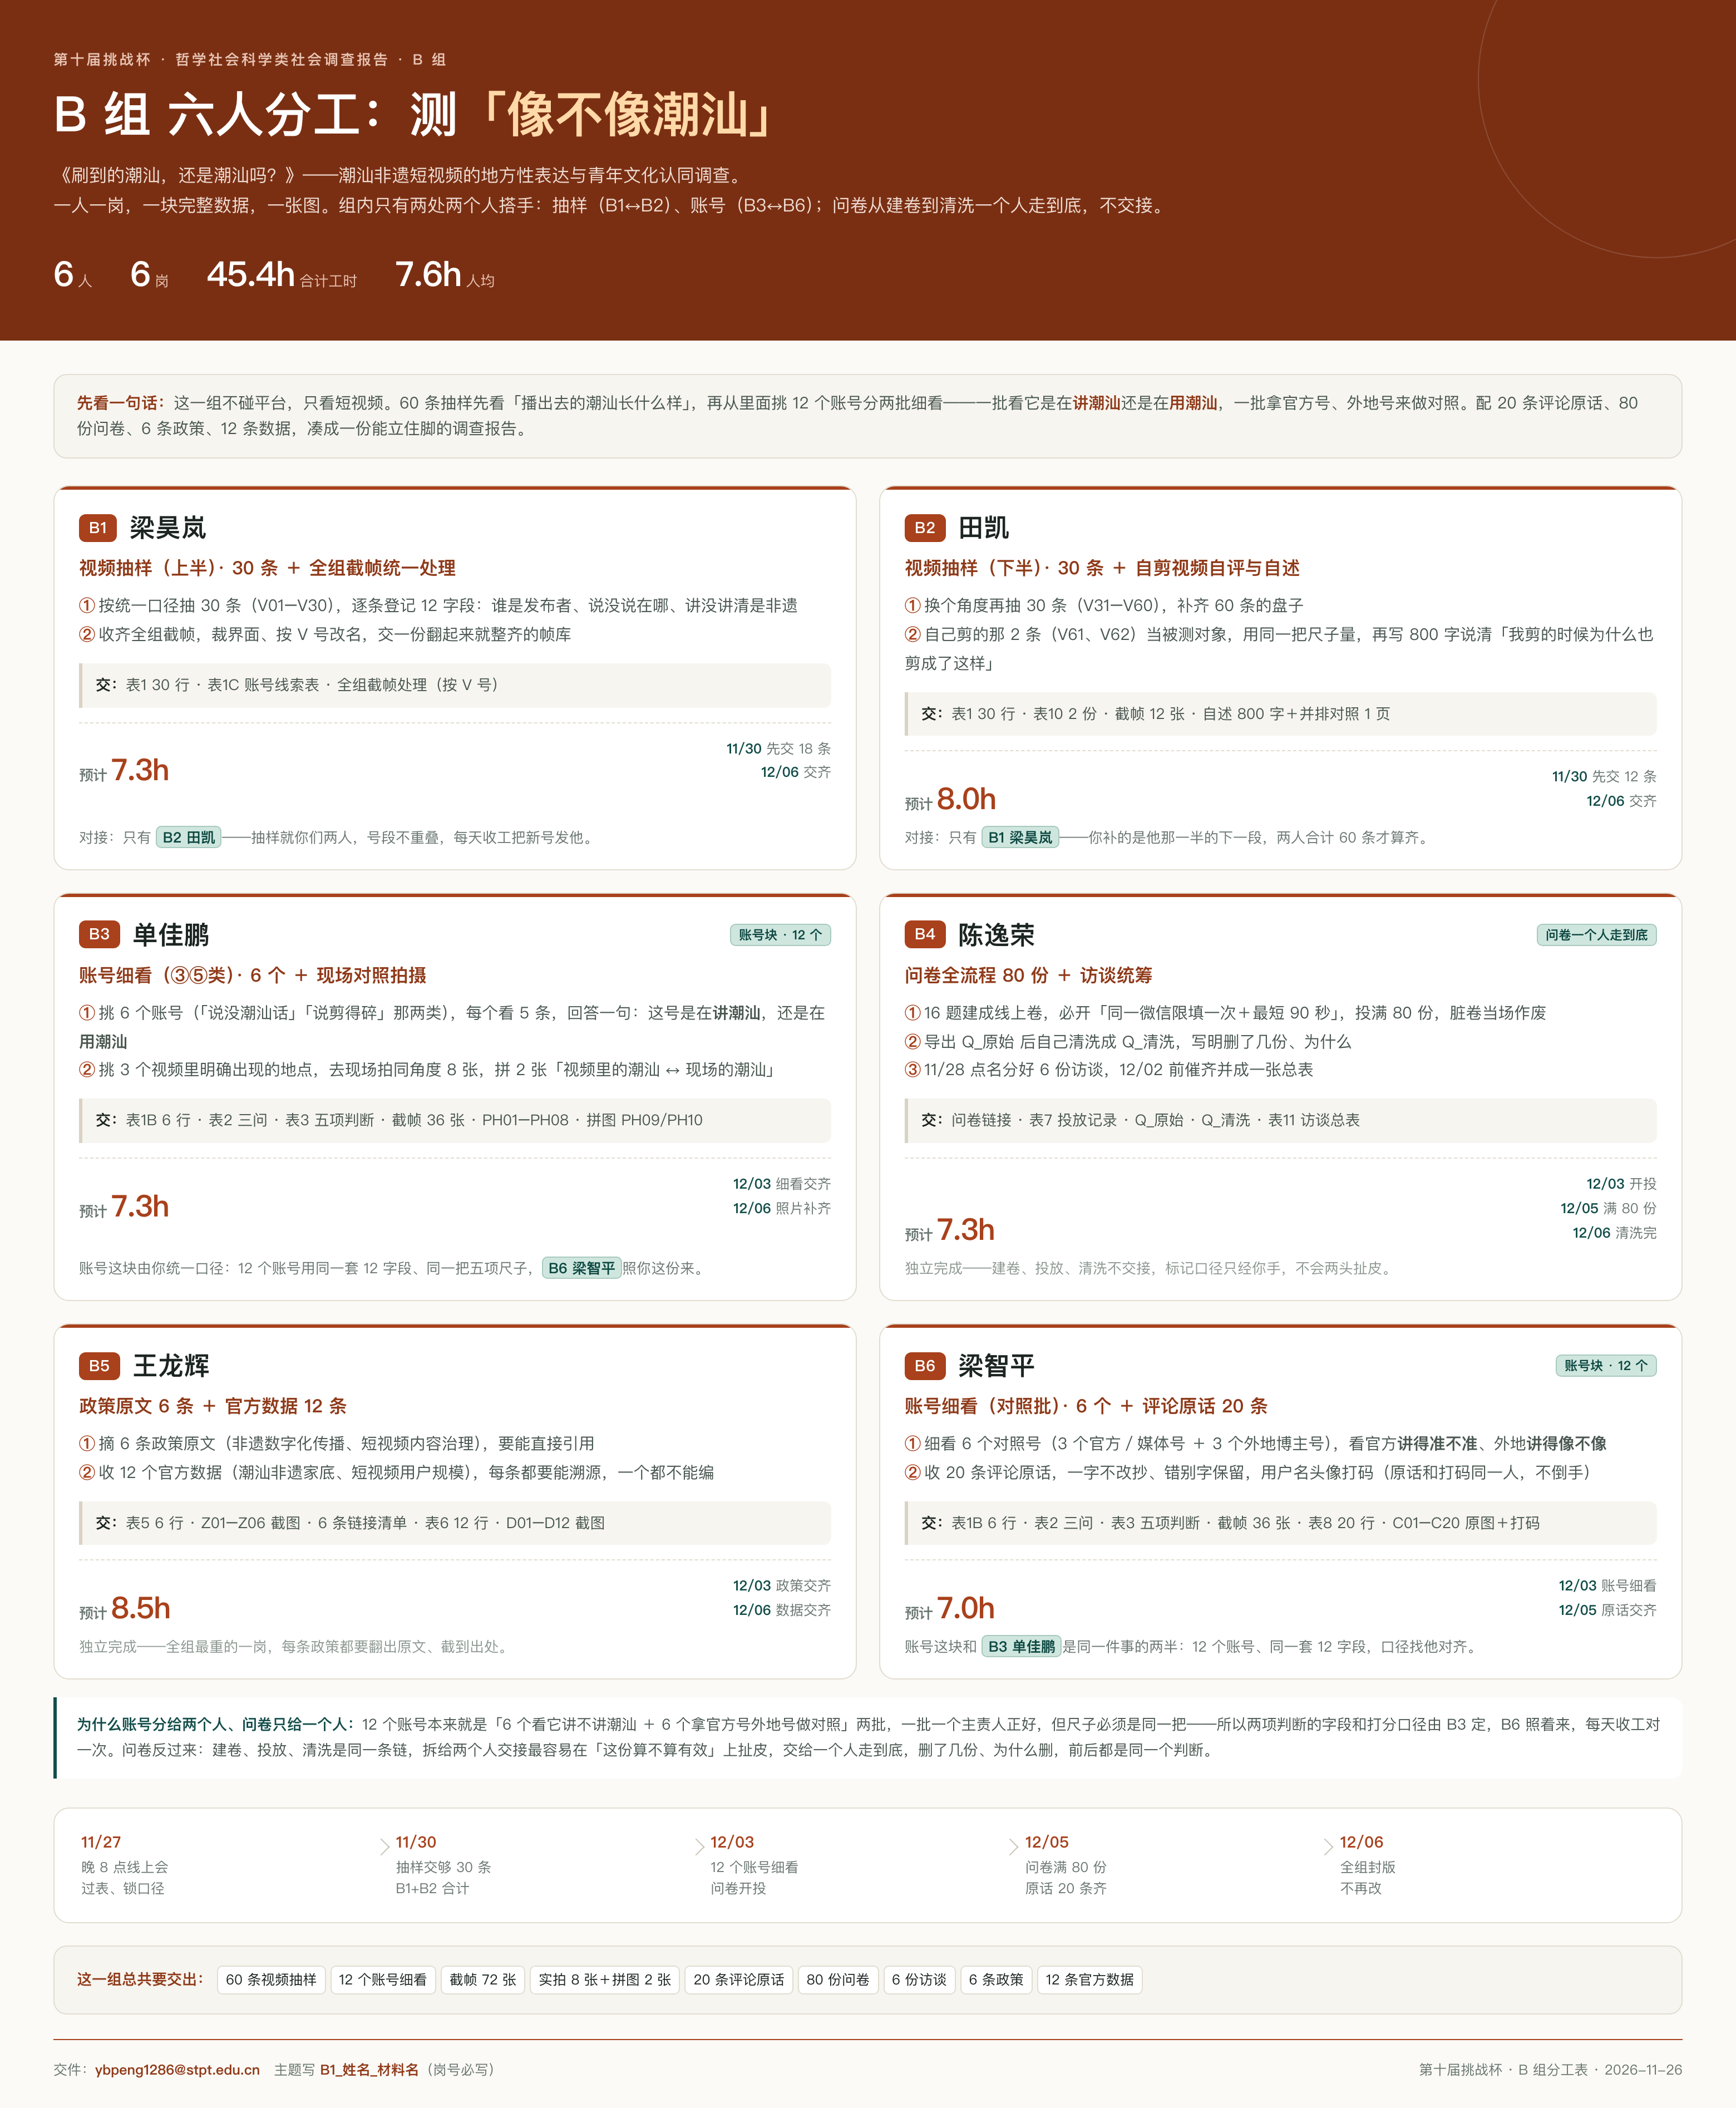 第十届挑战杯 · 哲学社会科学类社会调查报告 · B 组
B 组 六人分工：测「像不像潮汕」
《刷到的潮汕，还是潮汕吗？》——潮汕非遗短视频的地方性表达与青年文化认同调查。
一人一岗，一块完整数据，一张图。组内只有两处两个人搭手：抽样（B1↔B2）、账号（B3↔B6）；问卷从建卷到清洗一个人走到底，不交接。
6 人 6 岗 45.4h 合计工时 7.6h 人均
先看一句话：这一组不碰平台，只看短视频。60 条抽样先看「播出去的潮汕长什么样」，再从里面挑 12 个账号分两批细看——一批看它是在讲潮汕还是在用潮汕，一批拿官方号、外地号来做对照。配 20 条评论原话、80
份问卷、6 条政策、12 条数据，凑成一份能立住脚的调查报告。
B1 梁昊岚
视频抽样（上半）· 30 条 ＋ 全组截帧统一处理
① 按统一口径抽 30 条（V01—V30），逐条登记 12 字段：谁是发布者、说没说在哪、讲没讲清是非遗
② 收齐全组截帧，裁界面、按 V 号改名，交一份翻起来就整齐的帧库
交：表1 30 行 · 表1C 账号线索表 · 全组截帧处理（按 V 号）
预计 7.3h
11/30 先交 18 条
12/06 交齐
对接：只有 B2 田凯 ——抽样就你们两人，号段不重叠，每天收工把新号发他。
B2 田凯
视频抽样（下半）· 30 条 ＋ 自剪视频自评与自述
① 换个角度再抽 30 条（V31—V60），补齐 60 条的盘子
② 自己剪的那 2 条（V61、V62）当被测对象，用同一把尺子量，再写 800 字说清「我剪的时候为什么也
剪成了这样」
交：表1 30 行 · 表10 2 份 · 截帧 12 张 · 自述 800 字＋并排对照 1 页
预计 8.0h
11/30 先交 12 条
12/06 交齐
对接：只有 B1 梁昊岚 ——你补的是他那一半的下一段，两人合计 60 条才算齐。
B3 单佳鹏
账号块 · 12 个
账号细看（③⑤类）· 6 个 ＋ 现场对照拍摄
① 挑 6 个账号（「说没潮汕话」「说剪得碎」那两类），每个看 5 条，回答一句：这号是在讲潮汕，还是在
用潮汕
② 挑 3 个视频里明确出现的地点，去现场拍同角度 8 张，拼 2 张「视频里的潮汕 ↔ 现场的潮汕」
交：表1B 6 行 · 表2 三问 · 表3 五项判断 · 截帧 36 张 · PH01—PH08 · 拼图 PH09/PH10
预计 7.3h
12/03 细看交齐
12/06 照片补齐
账号这块由你统一口径：12 个账号用同一套 12 字段、同一把五项尺子，B6 梁智平 照你这份来。
B4 陈逸荣
问卷一个人走到底
问卷全流程 80 份 ＋ 访谈统筹
① 16 题建成线上卷，必开「同一微信限填一次＋最短 90 秒」，投满 80 份，脏卷当场作废
② 导出 Q_原始 后自己清洗成 Q_清洗，写明删了几份、为什么
③ 11/28 点名分好 6 份访谈，12/02 前催齐并成一张总表
交：问卷链接 · 表7 投放记录 · Q_原始 · Q_清洗 · 表11 访谈总表
预计 7.3h
12/03 开投
12/05 满 80 份
12/06 清洗完
独立完成——建卷、投放、清洗不交接，标记口径只经你手，不会两头扯皮。
B5 王龙辉
政策原文 6 条 ＋ 官方数据 12 条
① 摘 6 条政策原文（非遗数字化传播、短视频内容治理），要能直接引用
② 收 12 个官方数据（潮汕非遗家底、短视频用户规模），每条都要能溯源，一个都不能编
交：表5 6 行 · Z01—Z06 截图 · 6 条链接清单 · 表6 12 行 · D01—D12 截图
预计 8.5h
12/03 政策交齐
12/06 数据交齐
独立完成——全组最重的一岗，每条政策都要翻出原文、截到出处。
B6 梁智平
账号块 · 12 个
账号细看（对照批）· 6 个 ＋ 评论原话 20 条
① 细看 6 个对照号（3 个官方 / 媒体号 ＋ 3 个外地博主号），看官方讲得准不准、外地讲得像不像
② 收 20 条评论原话，一字不改抄、错别字保留，用户名头像打码（原话和打码同一人，不倒手）
交：表1B 6 行 · 表2 三问 · 表3 五项判断 · 截帧 36 张 · 表8 20 行 · C01—C20 原图＋打码
预计 7.0h
12/03 账号细看
12/05 原话交齐
账号这块和 B3 单佳鹏 是同一件事的两半：12 个账号、同一套 12 字段，口径找他对齐。
为什么账号分给两个人、问卷只给一个人：12 个账号本来就是「6 个看它讲不讲潮汕 ＋ 6 个拿官方号外地号做对照」两批，一批一个主责人正好，但尺子必须是同一把——所以两项判断的字段和打分口径由 B3 定，B6 照着来，每天收工对
一次。问卷反过来：建卷、投放、清洗是同一条链，拆给两个人交接最容易在「这份算不算有效」上扯皮，交给一个人走到底，删了几份、为什么删，前后都是同一个判断。
11/27
晚 8 点线上会
过表、锁口径
11/30
抽样交够 30 条
B1+B2 合计
12/03
12 个账号细看
问卷开投
12/05
问卷满 80 份
原话 20 条齐
12/06
全组封版
不再改
这一组总共要交出： 60 条视频抽样 12 个账号细看 截帧 72 张 实拍 8 张＋拼图 2 张 20 条评论原话 80 份问卷 6 份访谈 6 条政策 12 条官方数据
交件：ybpeng1286@stpt.edu.cn 主题写 B1_姓名_材料名（岗号必写）
第十届挑战杯 · B 组分工表 · 2026-11-26